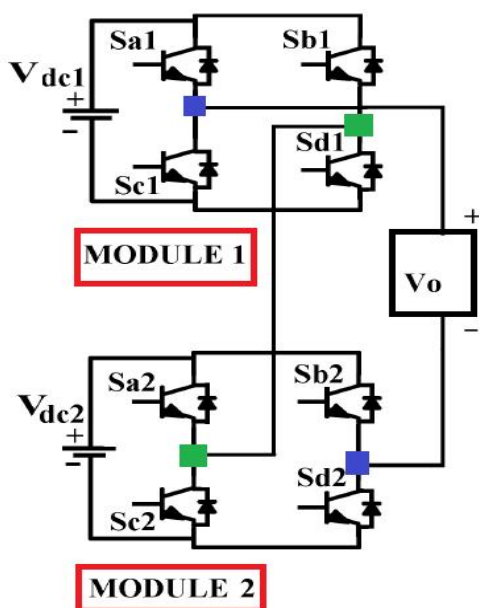 Sa1
Sb1
Vdc1
+
−
Sc1
Sd1
MODULE 1
+
Vo
−
Sa2
Sb2
Vdc2
+
−
Sc2
Sd2
MODULE 2